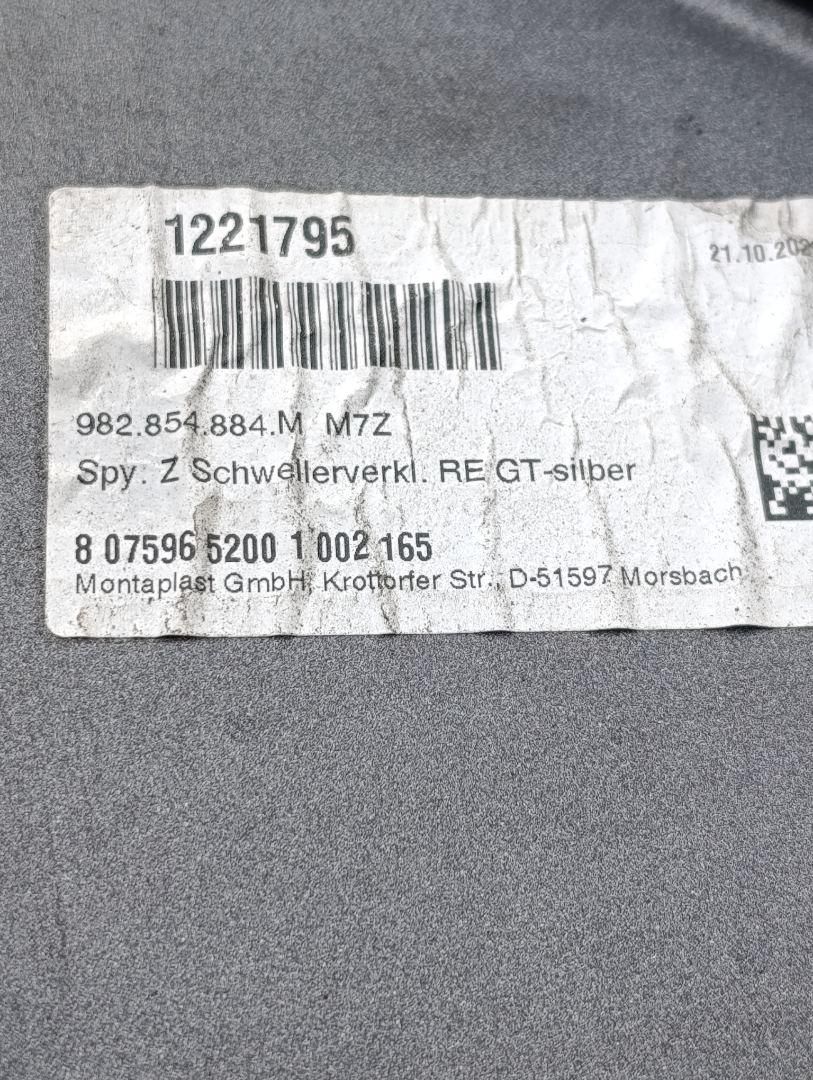 1221795
21.10.202
982.854.884.M M7Z
Spy. Z Schwellerverkl. RE GT-silber
8 07596 5200 1 002 165
Montaplast GmbH, Krottorfer Str., D-51597 Morsbach